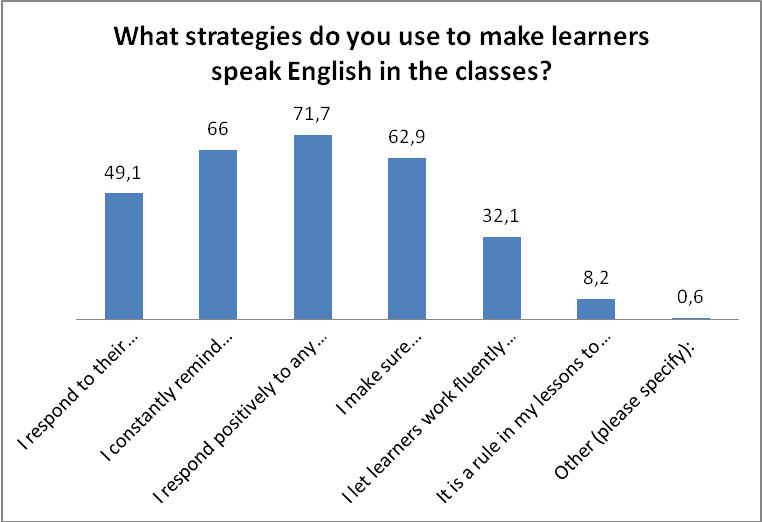 What strategies do you use to make learners
speak English in the classes?
49,1
66
71,7
62,9
32,1
8,2
0,6
I respond to their...
I constantly remind...
I respond positively to any...
I make sure...
I let learners work fluently...
It is a rule in my lessons to...
Other (please specify):